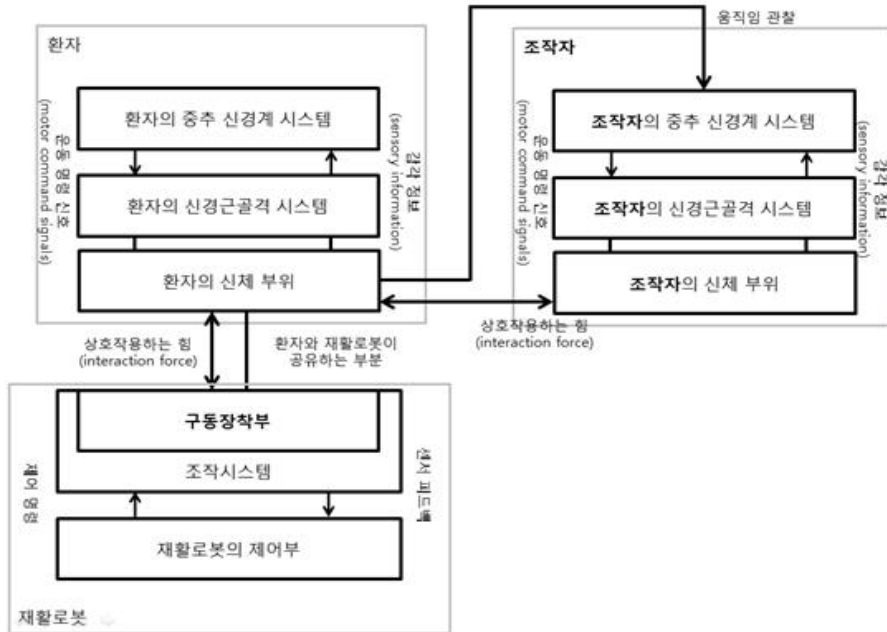 움직임 관찰
환자
조작자
환자의 중추 신경계 시스템
운동 명령 신호
(motor command signals)
감각 정보
(sensory information)
환자의 신경근골격 시스템
환자의 신체 부위
조작자의 중추 신경계 시스템
운동 명령 신호
(motor command signals)
감각 정보
(sensory information)
조작자의 신경근골격 시스템
조작자의 신체 부위
상호작용하는 힘
(interaction force)
환자와 재활로봇이
공유하는 부분
상호작용하는 힘
(interaction force)
구동장착부
조작시스템
제어 명령
센서 피드백
재활로봇의 제어부
재활로봇